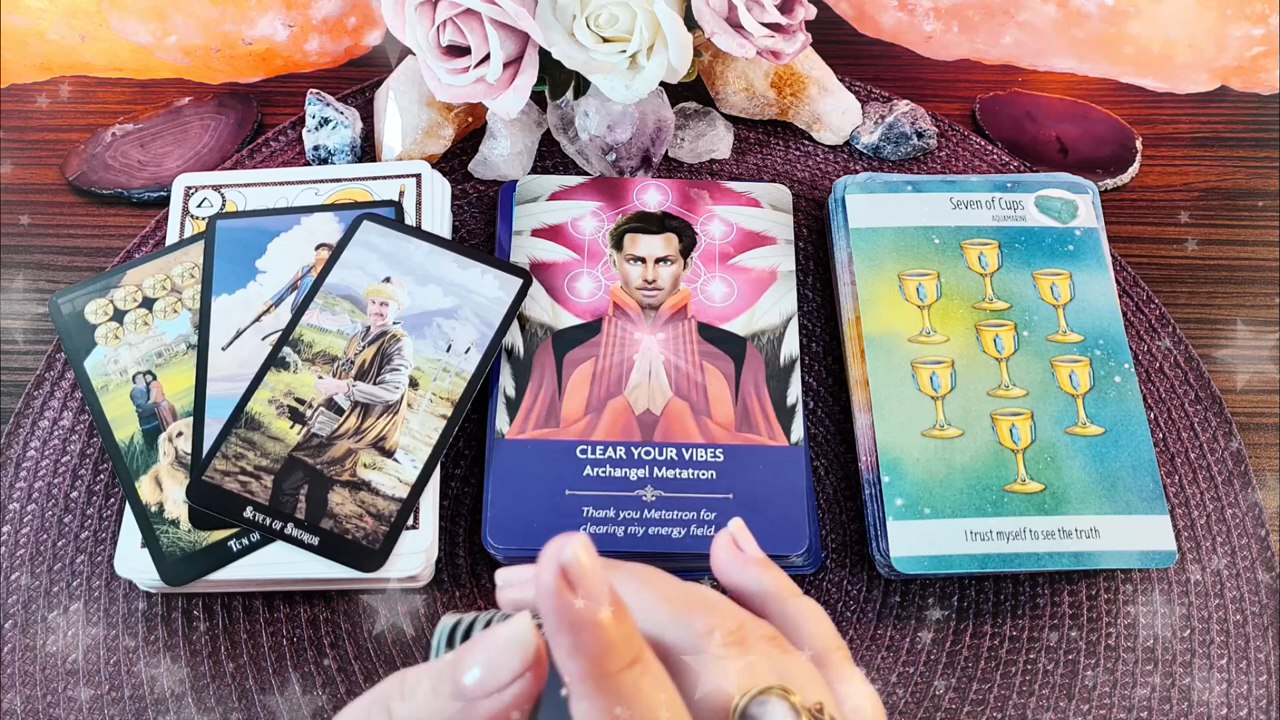 SEVEN OF SWORDS
TEN OF
CLEAR YOUR VIBES
Archangel Metatron
Thank you Metatron for
clearing my energy field.
Seven of Cups
AQUAMARINE
I trust myself to see the truth